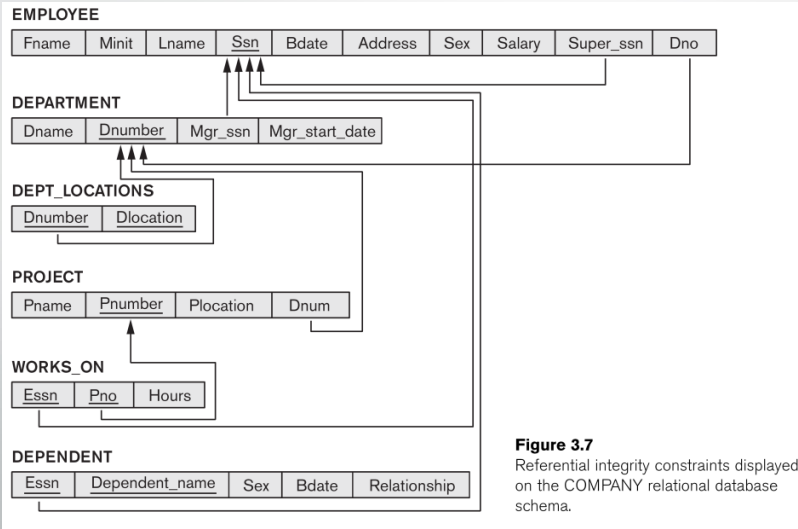 EMPLOYEE
Fname Minit Lname Ssn Bdate Address Sex Salary Super_ssn Dno
DEPARTMENT
Dname Dnumber Mgr_ssn Mgr_start_date
DEPT_LOCATIONS
Dnumber Dlocation
PROJECT
Pname Pnumber Plocation Dnum
WORKS_ON
Essn Pno Hours
DEPENDENT
Essn Dependent_name Sex Bdate Relationship
Figure 3.7
Referential integrity constraints displayed
on the COMPANY relational database
schema.